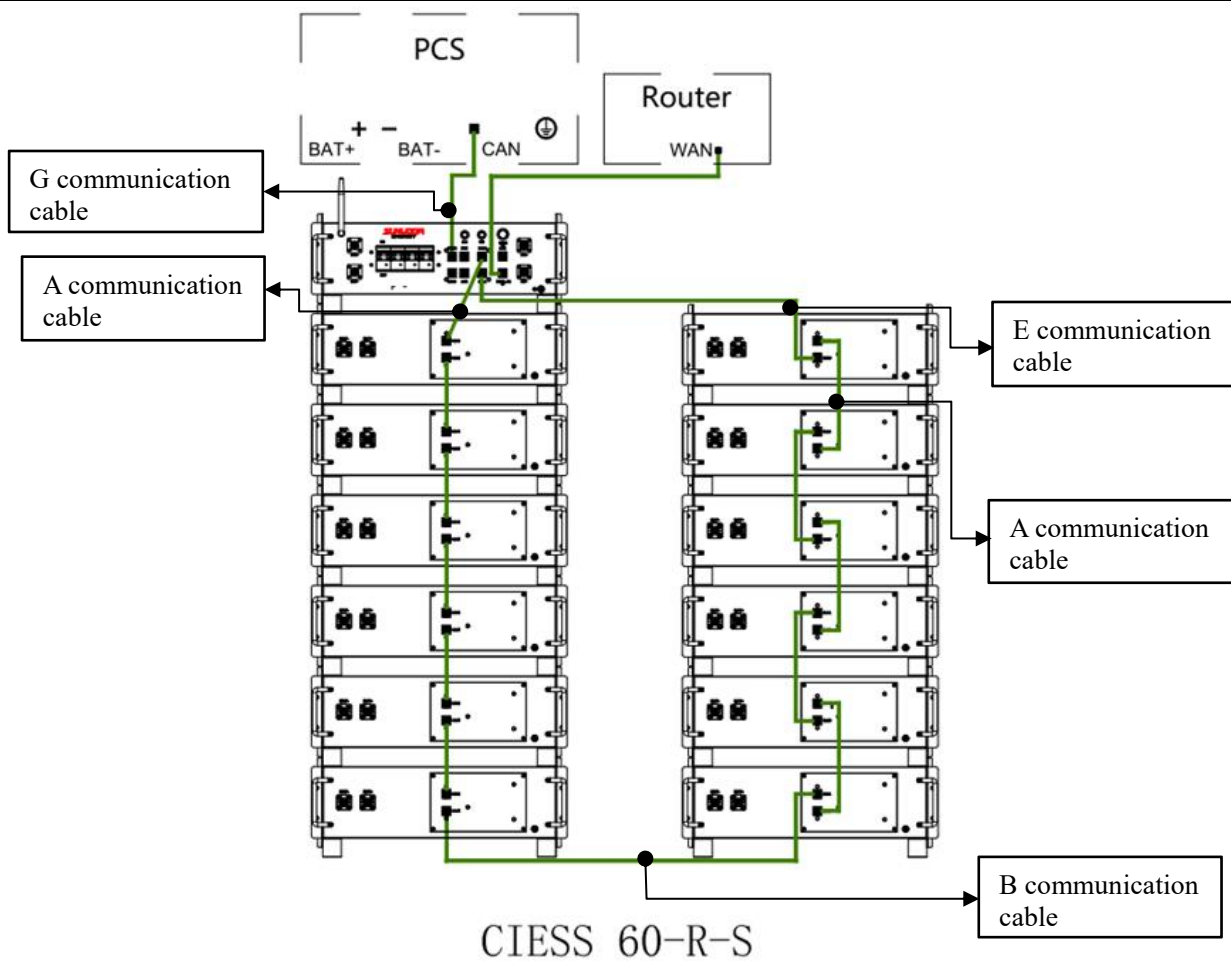 PCS
Router
+ −
BAT+
BAT-
CAN
WAN
G communication
cable
A communication
cable
E communication
cable
A communication
cable
B communication
cable
CIESS 60-R-S